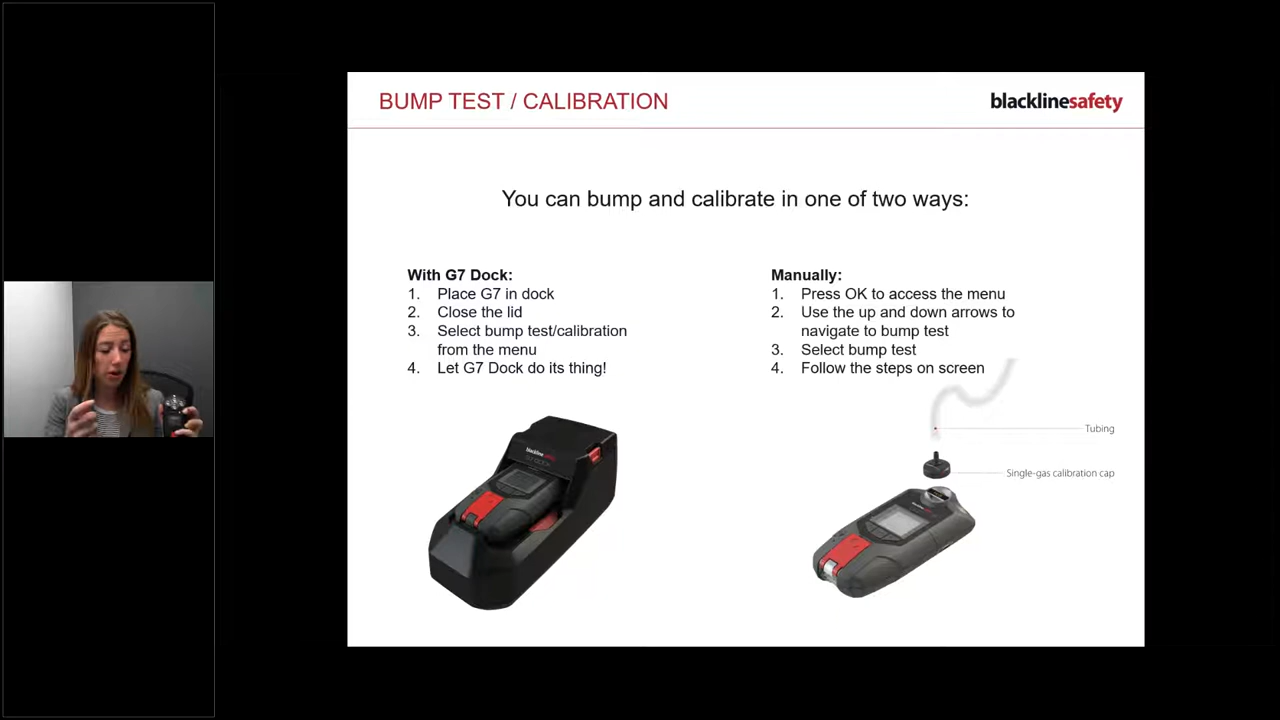 BUMP TEST / CALIBRATION
blacklinesafety
You can bump and calibrate in one of two ways:
With G7 Dock:
1. Place G7 in dock
2. Close the lid
3. Select bump test/calibration
from the menu
4. Let G7 Dock do its thing!
Manually:
1. Press OK to access the menu
2. Use the up and down arrows to
navigate to bump test
3. Select bump test
4. Follow the steps on screen
Tubing
Single-gas calibration cap
blackline